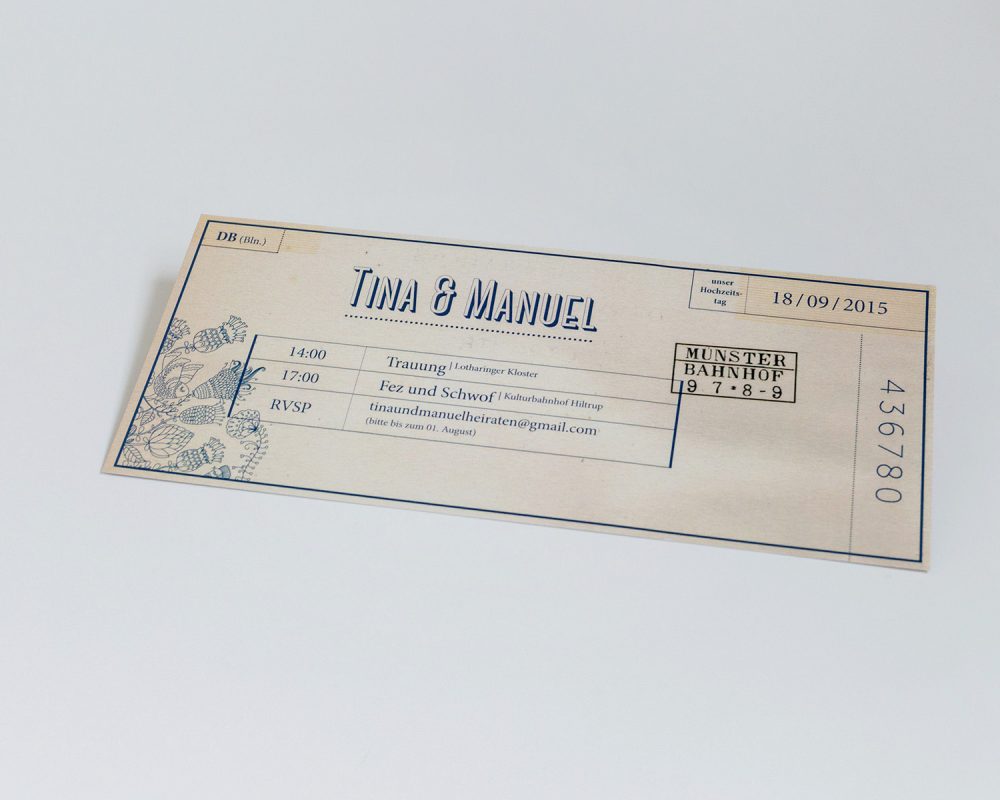 DB (Bln.)
TINA & MANUEL
unser
Hochzeits-
tag
18/09/2015
14:00 Trauung | Lotharinger Kloster
17:00 Fez und Schwof | Kulturbahnhof Hiltrup
RVSP tinaundmanuelheiraten@gmail.com
(bitte bis zum 01. August)
MÜNSTER
BAHNHOF
9 7 * 8 - 9
436780